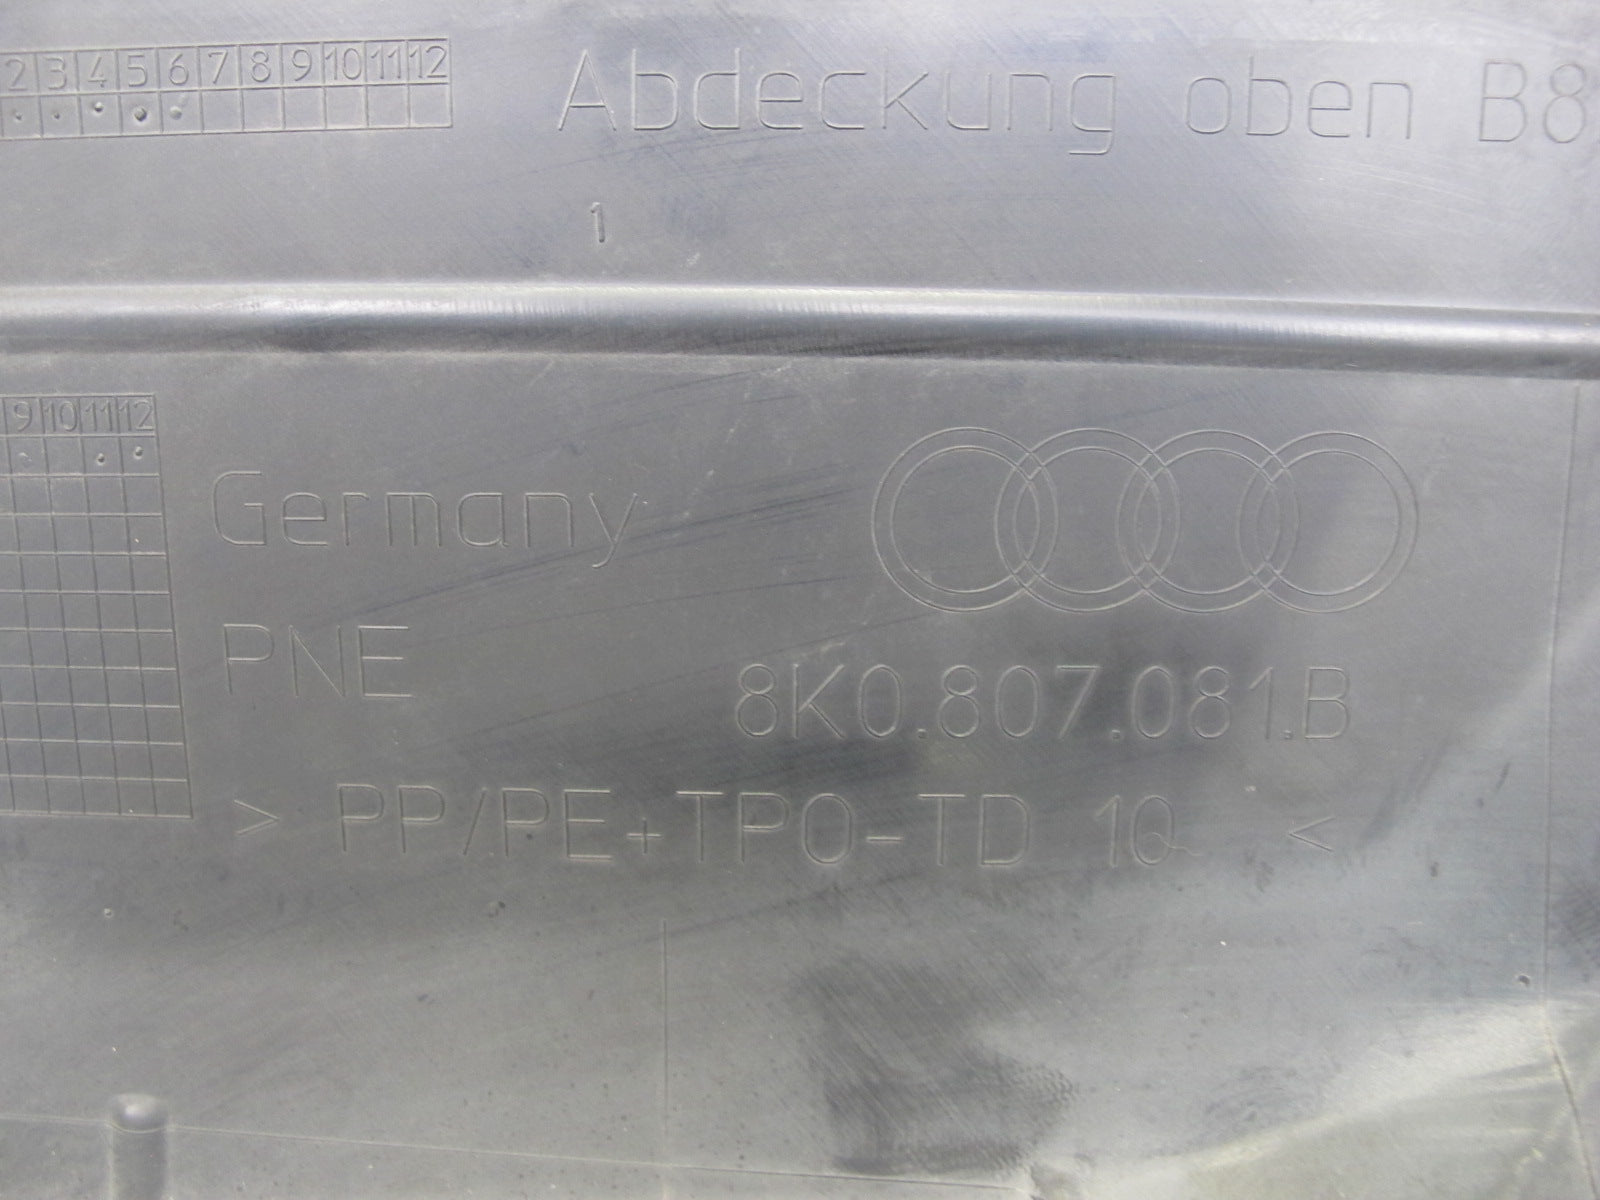 2 3 4 5 6 7 8 9 10 11 12
Abdeckung oben B8
1
9 10 11 12
Germany
PNE
8K0.807.081.B
> PP/PE+TPO-TD 10 <